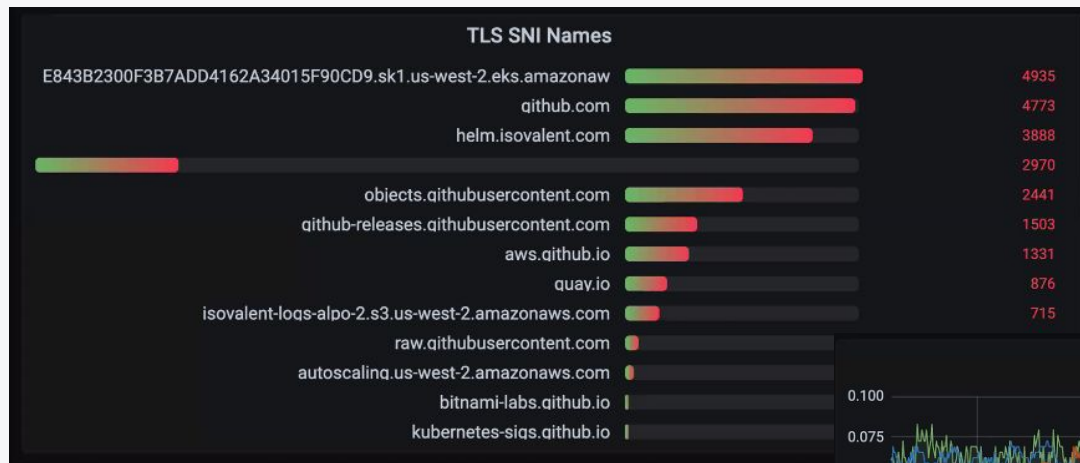 TLS SNI Names
E843B2300F3B7ADD4162A34015F90CD9.sk1.us-west-2.eks.amazonaw 4935
github.com 4773
helm.isovalent.com 3888
2970
objects.githubusercontent.com 2441
github-releases.githubusercontent.com 1503
aws.github.io 1331
quay.io 876
isovalent-logs-alpo-2.s3.us-west-2.amazonaws.com 715
raw.githubusercontent.com
autoscaling.us-west-2.amazonaws.com
bitnami-labs.github.io
kubernetes-sigs.github.io
0.100
0.075